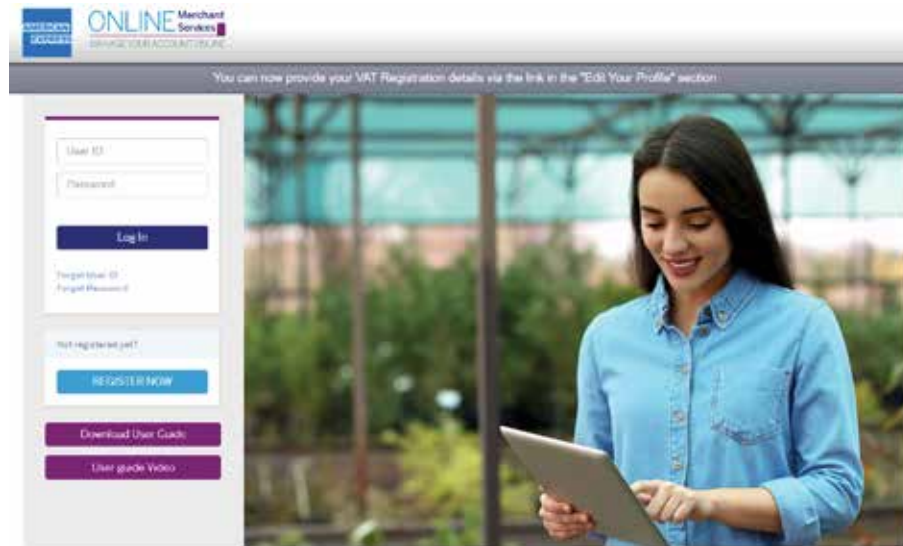 AMERICAN
EXPRESS
ONLINE Merchant
Services
MANAGE YOUR ACCOUNT ONLINE
You can now provide your VAT Registration details via the link in the "Edit Your Profile" section
User ID
Password
Log In
Forgot User ID
Forgot Password
Not registered yet?
REGISTER NOW
Download User Guide
User guide Video